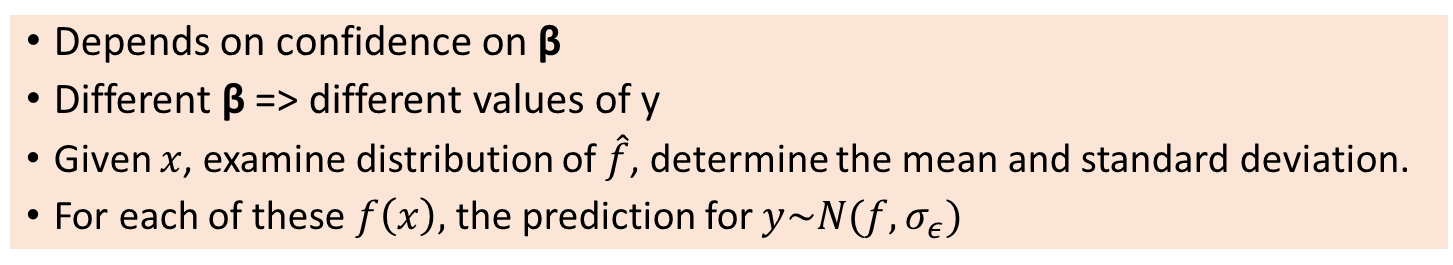 • Depends on confidence on β
• Different β => different values of y
• Given x, examine distribution of f̂, determine the mean and standard deviation.
• For each of these f(x), the prediction for y~N(f, σ_ϵ)